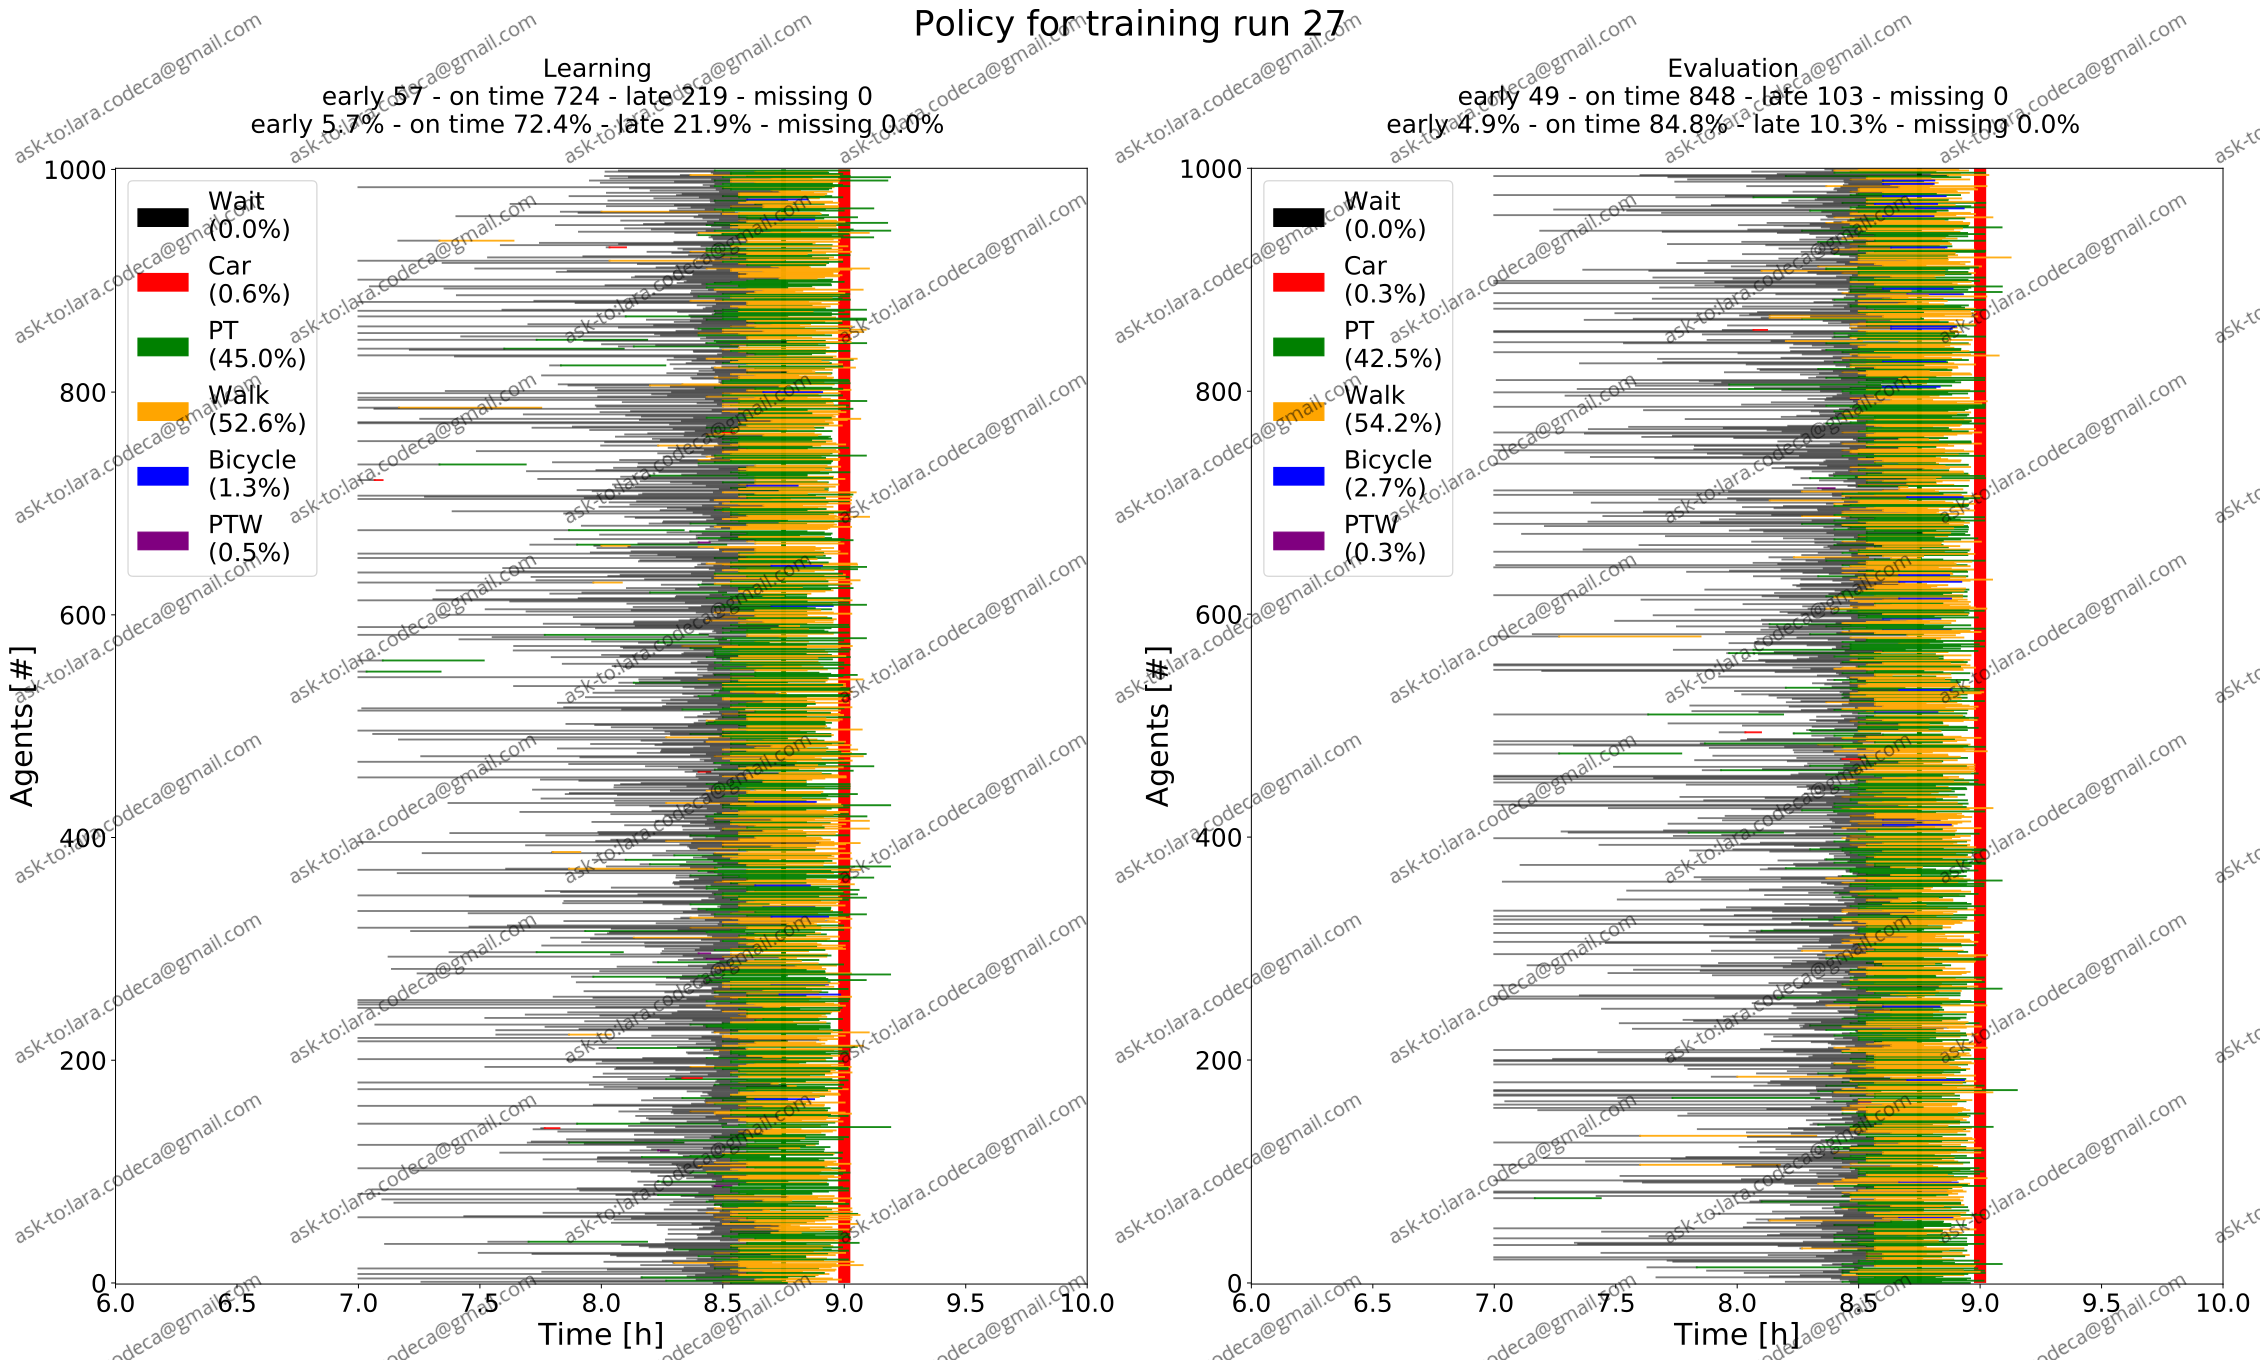 Policy for training run 27
Learning
early 57 - on time 724 - late 219 - missing 0
early 5.7% - on time 72.4% - late 21.9% - missing 0.0%
Wait
(0.0%)
Car
(0.6%)
PT
(45.0%)
Walk
(52.6%)
Bicycle
(1.3%)
PTW
(0.5%)
1000
800
600
400
200
0
Agents [#]
6.0 6.5 7.0 7.5 8.0 8.5 9.0 9.5 10.0
Time [h]
Evaluation
early 49 - on time 848 - late 103 - missing 0
early 4.9% - on time 84.8% - late 10.3% - missing 0.0%
Wait
(0.0%)
Car
(0.3%)
PT
(42.5%)
Walk
(54.2%)
Bicycle
(2.7%)
PTW
(0.3%)
1000
800
600
400
200
0
Agents [#]
6.0 6.5 7.0 7.5 8.0 8.5 9.0 9.5 10.0
Time [h]
ask-to:lara.codeca@gmail.com